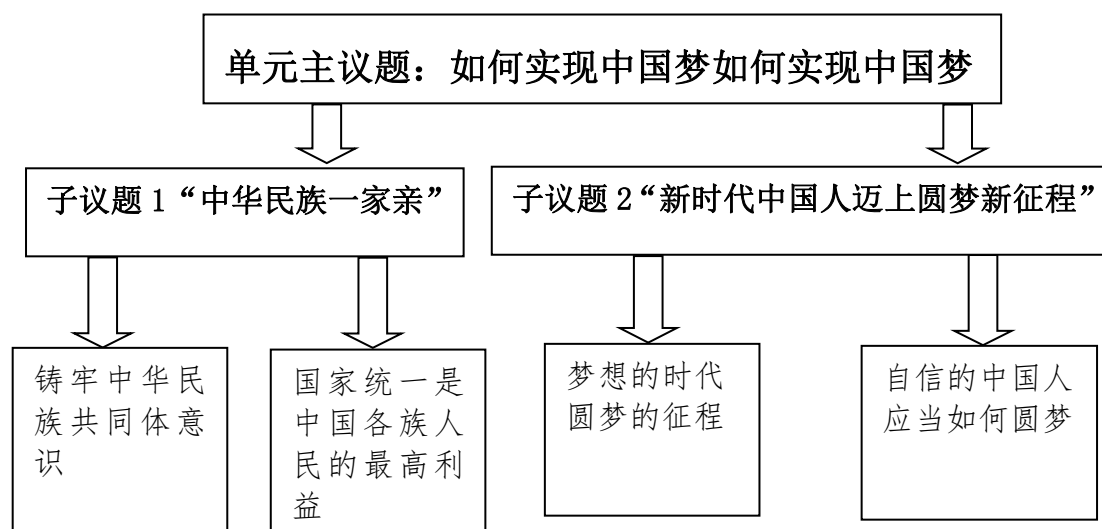 单元主议题：如何实现中国梦如何实现中国梦
子议题 1“中华民族一家亲”
子议题 2“新时代中国人迈上圆梦新征程”
铸牢中华民
族共同体意
识
国家统一是
中国各族人
民的最高利
益
梦想的时代
圆梦的征程
自信的中国人
应当如何圆梦